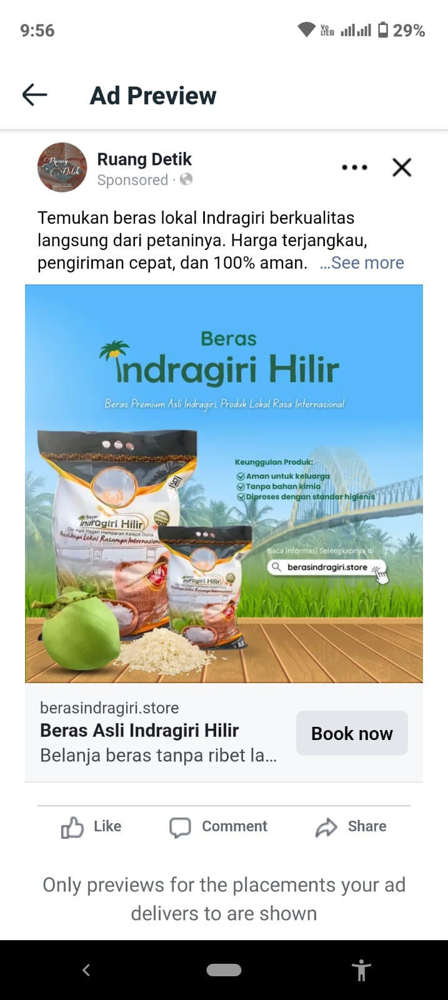 9:56
Vo
LTE
29%
Ad Preview
Ruang
Detik
Ruang Detik
Sponsored ·
Temukan beras lokal Indragiri berkualitas
langsung dari petaninya. Harga terjangkau,
pengiriman cepat, dan 100% aman. ...See more
Beras
Indragiri Hilir
Beras Premium Asli Indragiri, Produk Lokal Rasa Internasional
Keunggulan Produk:
Aman untuk keluarga
Tanpa bahan kimia
Diproses dengan standar higienis
Beras
Indragiri Hilir
Negeri Hamparan Kelapa Dunia
Produknya Lokal Rasanya Internasional
Indragiri Hilir
Baca Informasi Selengkapnya di
berasindragiri.store
berasindragiri.store
Beras Asli Indragiri Hilir
Belanja beras tanpa ribet la...
Book now
Like
Comment
Share
Only previews for the placements your ad
delivers to are shown